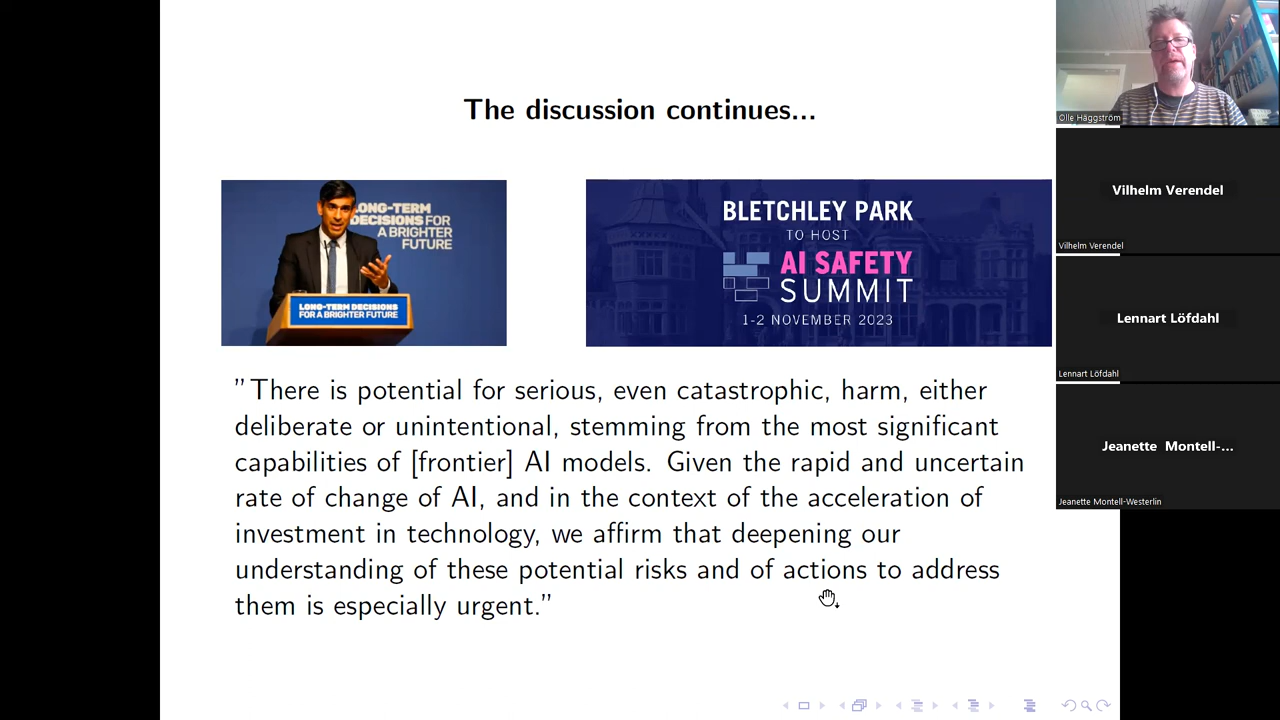 The discussion continues...
LONG-TERM
DECISIONS FOR
A BRIGHTER
FUTURE
LONG-TERM DECISIONS
FOR A BRIGHTER FUTURE
BLETCHLEY PARK
TO HOST
AI SAFETY
SUMMIT
1-2 NOVEMBER 2023
”There is potential for serious, even catastrophic, harm, either
deliberate or unintentional, stemming from the most significant
capabilities of [frontier] AI models. Given the rapid and uncertain
rate of change of AI, and in the context of the acceleration of
investment in technology, we affirm that deepening our
understanding of these potential risks and of actions to address
them is especially urgent.”
Olle Häggström
Vilhelm Verendel
Vilhelm Verendel
Lennart Löfdahl
Lennart Löfdahl
Jeanette Montell-...
Jeanette Montell-Westerlin